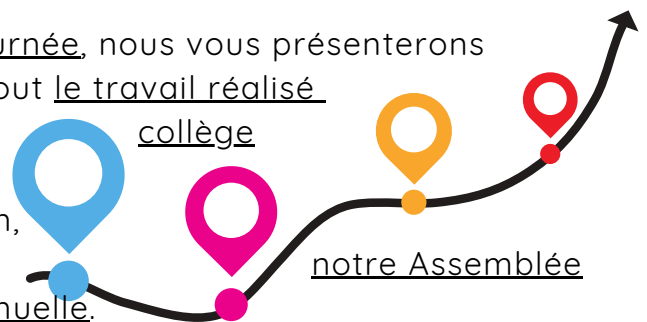 urnée, nous vous présenterons
out le travail réalisé
collège
n,
notre Assemblée
nuelle.